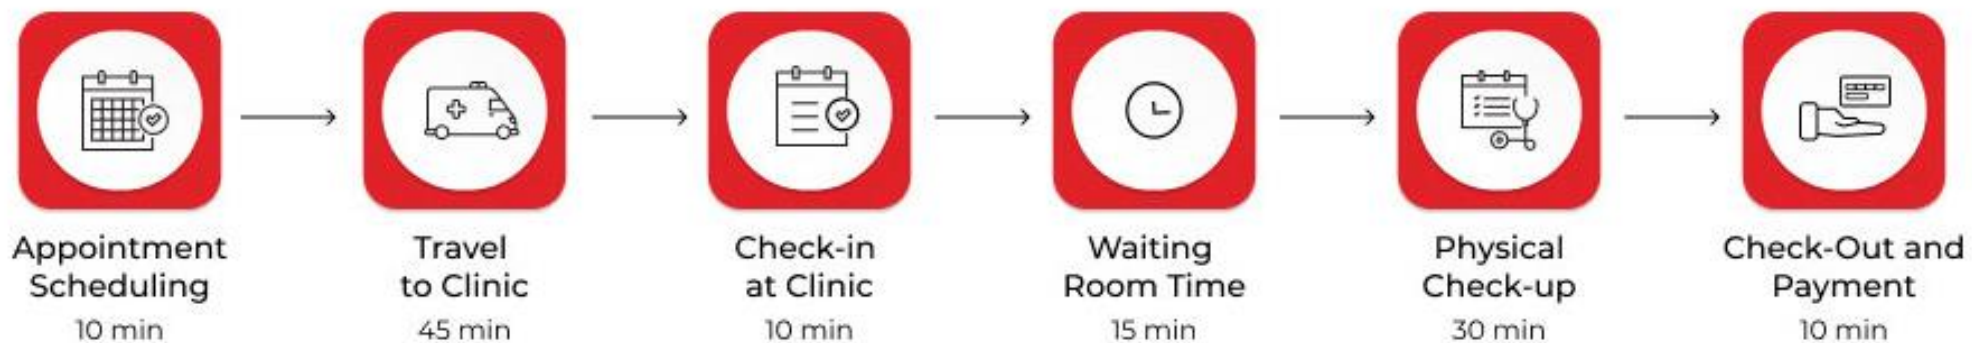 Appointment
Scheduling
10 min
Travel
to Clinic
45 min
Check-in
at Clinic
10 min
Waiting
Room Time
15 min
Physical
Check-up
30 min
Check-Out and
Payment
10 min